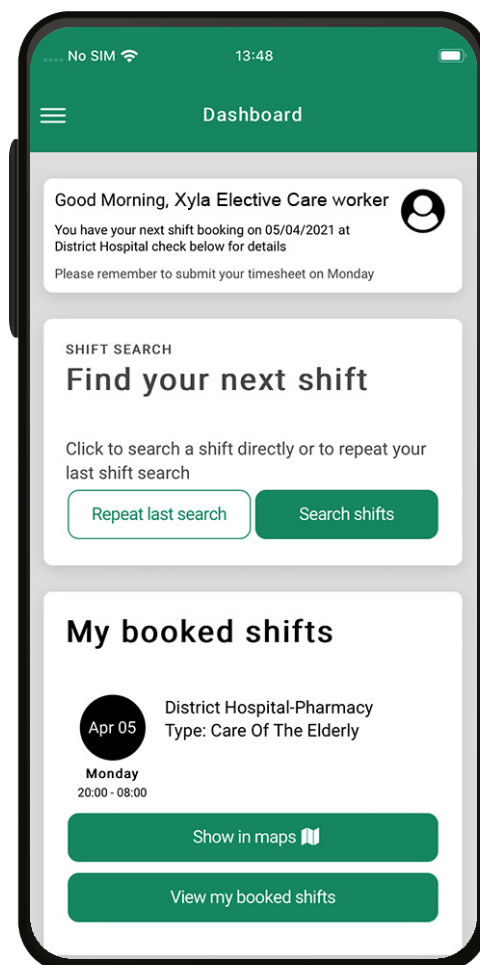 No SIM 13:48
Dashboard
Good Morning, Xyla Elective Care worker
You have your next shift booking on 05/04/2021 at
District Hospital check below for details
Please remember to submit your timesheet on Monday
SHIFT SEARCH
Find your next shift
Click to search a shift directly or to repeat your
last shift search
Repeat last search Search shifts
My booked shifts
Apr 05
District Hospital-Pharmacy
Type: Care Of The Elderly
Monday
20:00 - 08:00
Show in maps
View my booked shifts